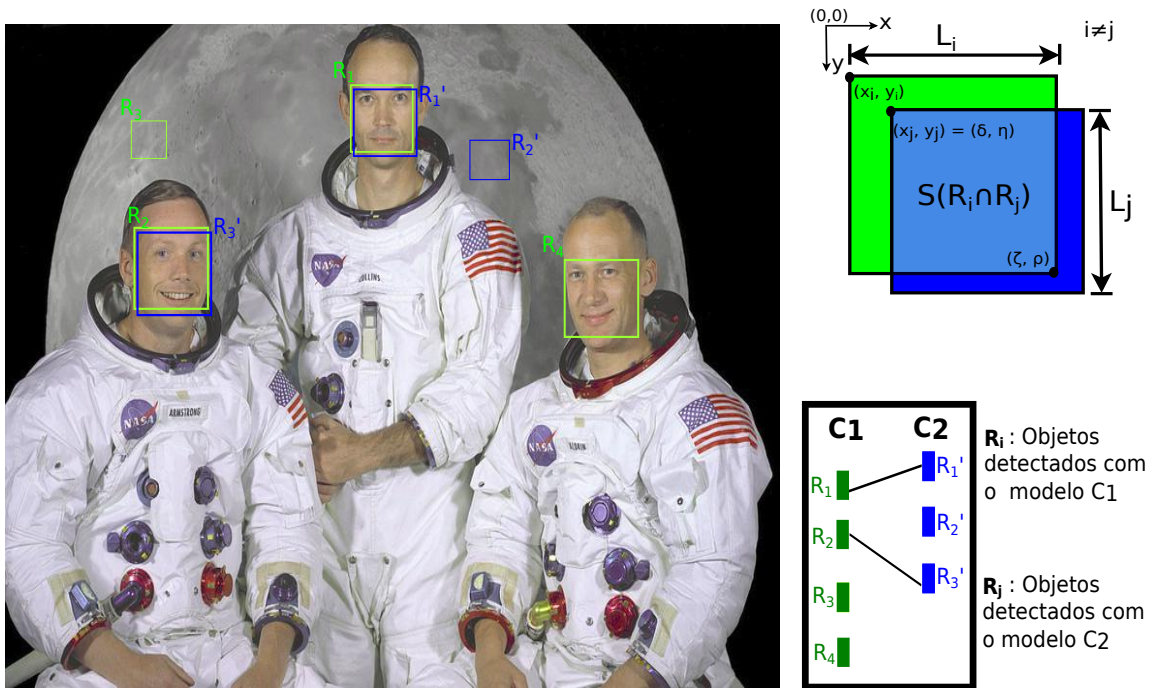 R₁
R₁'
R₃
R₂'
R₂
R₃'
R₄
NASA
COLLINS
NASA
ARMSTRONG
NASA
ALDRIN
(0,0)
x
y
Lᵢ
i≠j
(xᵢ, yᵢ)
(xⱼ, yⱼ) = (δ, η)
S(Rᵢ∩Rⱼ)
Lⱼ
(ζ, ρ)
C1 C2
R₁
R₂
R₃
R₄
R₁'
R₂'
R₃'
Rᵢ : Objetos
detectados com
o modelo C1
Rⱼ : Objetos
detectados com
o modelo C2